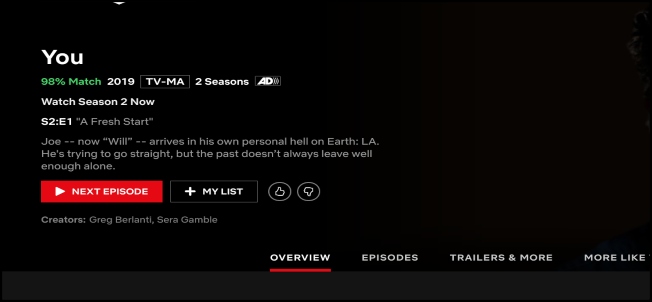 You
98% Match 2019 TV-MA 2 Seasons AD
Watch Season 2 Now
S2:E1 "A Fresh Start"
Joe -- now “Will” -- arrives in his own personal hell on Earth: LA.
He's trying to go straight, but the past doesn't always leave well
enough alone.
NEXT EPISODE MY LIST
Creators: Greg Berlanti, Sera Gamble
OVERVIEW EPISODES TRAILERS & MORE MORE LIKE